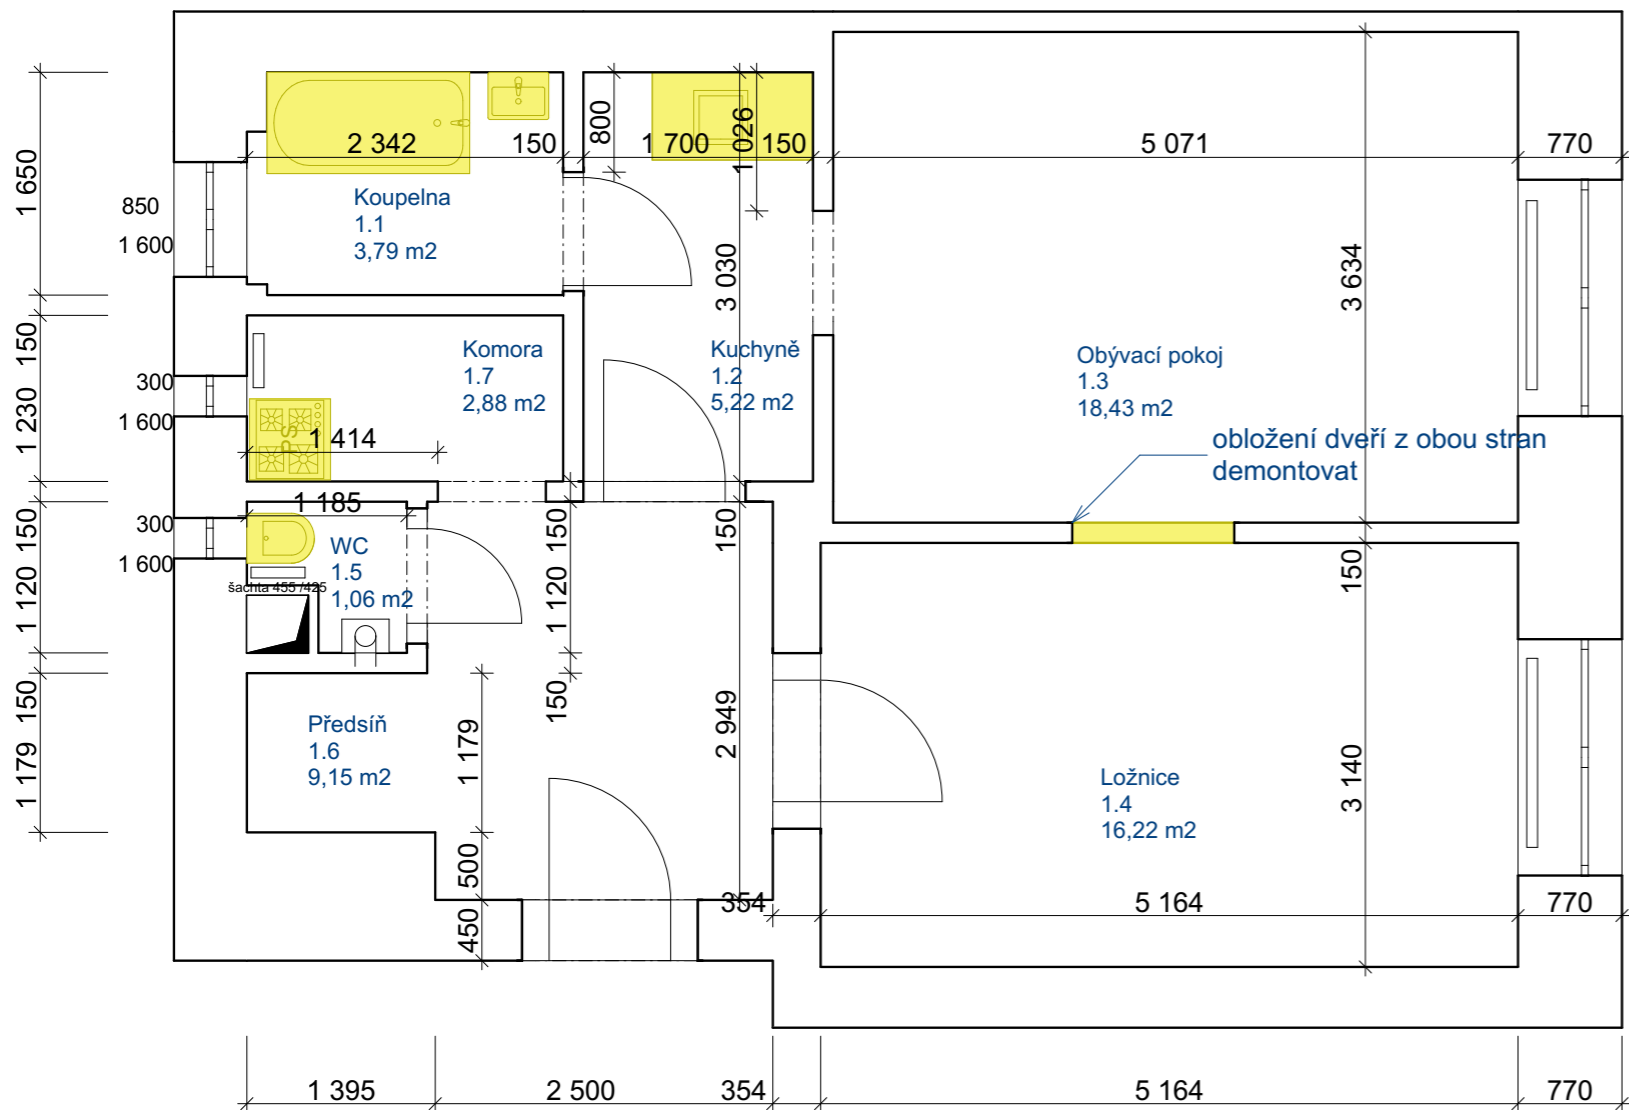 2 342
150
800
1 700
1 026
150
5 071
770
1 650
850
1 600
Koupelna
1.1
3,79 m2
3 030
3 634
150
300
1 600
Komora
1.7
2,88 m2
Kuchyně
1.2
5,22 m2
Obývací pokoj
1.3
18,43 m2
obložení dveří z obou stran
demontovat
1 230
PS
1 414
1 185
150
300
1 600
WC
1.5
1,06 m2
šachta 455 /425
150
150
150
1 120
1 120
150
150
2 949
Předsíň
1.6
9,15 m2
1 179
1 179
Ložnice
1.4
16,22 m2
3 140
500
450
354
5 164
770
1 395
2 500
354
5 164
770